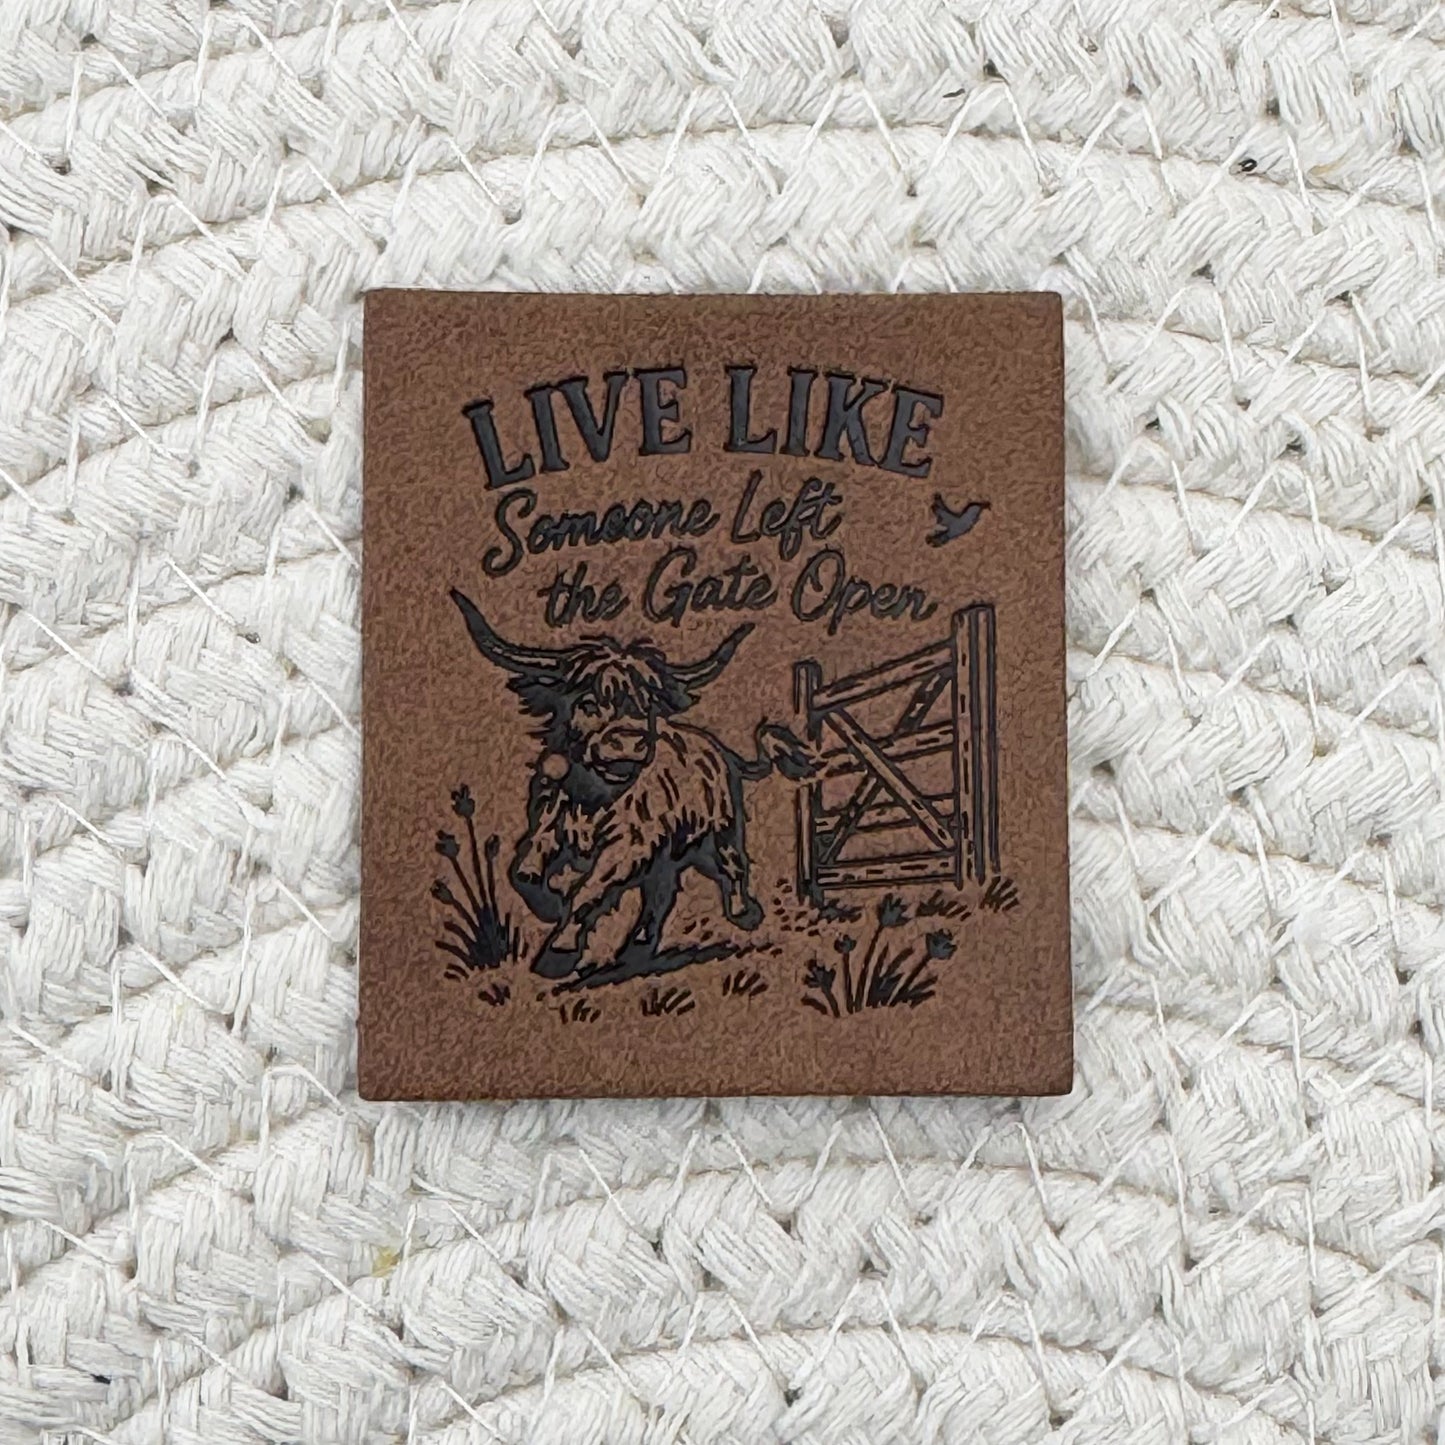 LIVE LIKE
Someone Left
the Gate Open